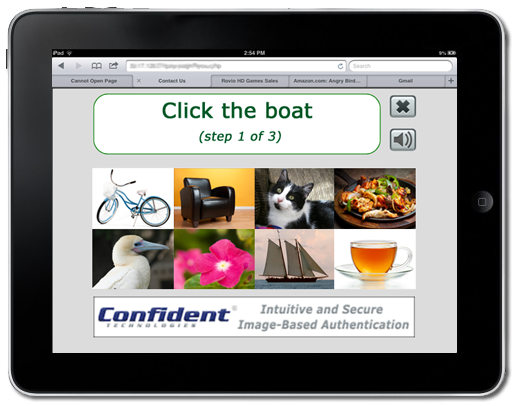 iPad
2:54 PM
9%
Search
Cannot Open Page
Contact Us
Rovio HD Games Sales
Amazon.com: Angry Bird...
Gmail
Click the boat
(step 1 of 3)
Confident®
TECHNOLOGIES
Intuitive and Secure
Image-Based Authentication